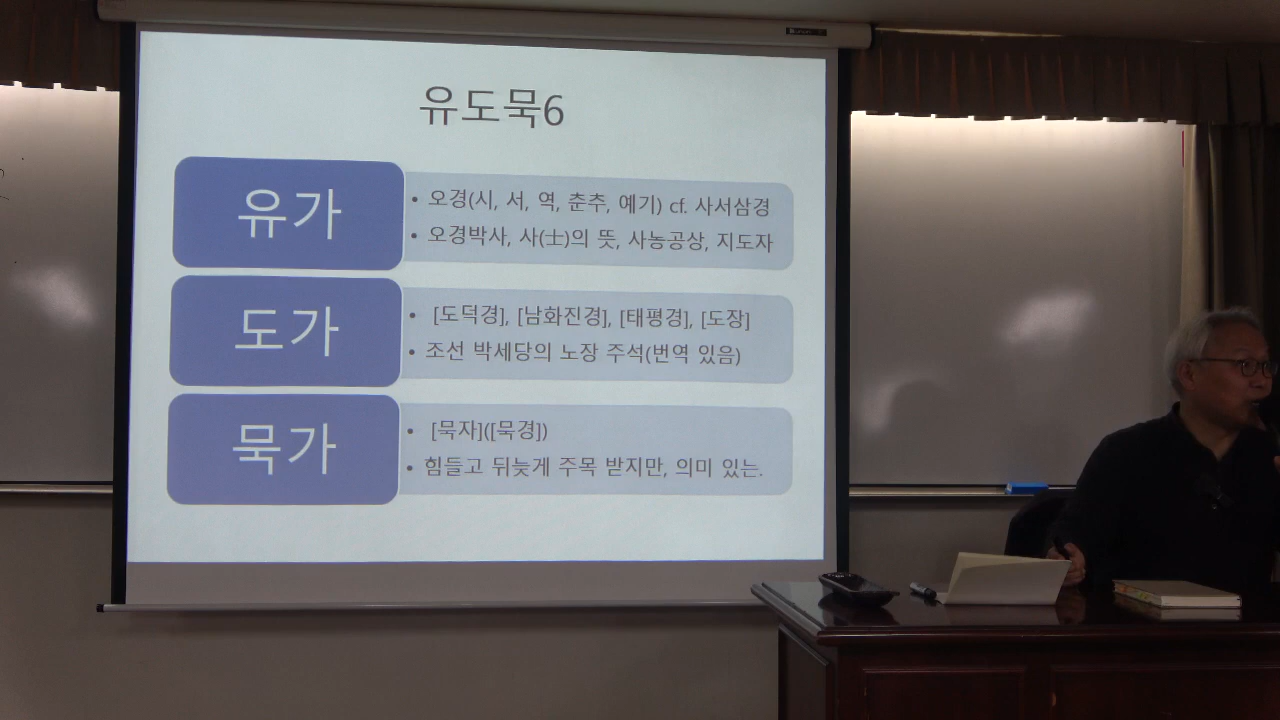 유도묵6
유가
• 오경(시, 서, 역, 춘추, 예기) cf. 사서삼경
• 오경박사, 사(士)의 뜻, 사농공상, 지도자
도가
• [도덕경], [남화진경], [태평경], [도장]
• 조선 박세당의 노장 주석(번역 있음)
묵가
• [묵자]([묵경])
• 힘들고 뒤늦게 주목 받지만, 의미 있는.